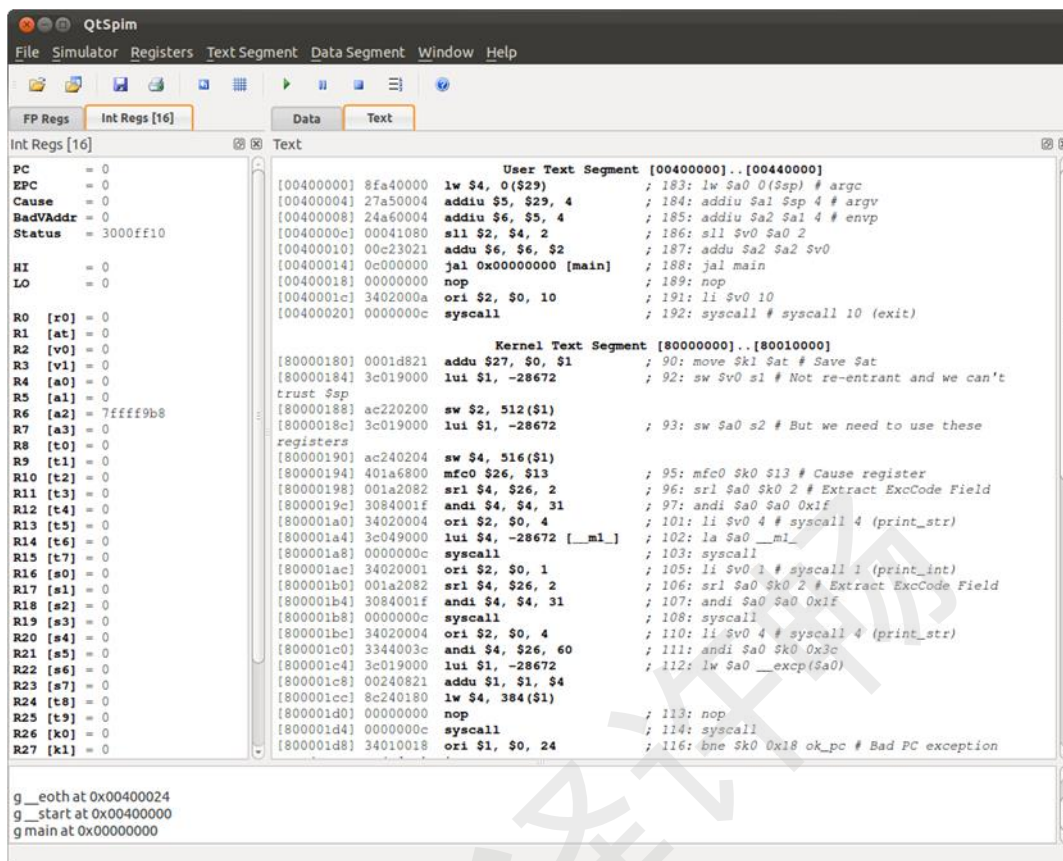 QtSpim
File Simulator Registers Text Segment Data Segment Window Help
FP Regs Int Regs [16] Data Text
Int Regs [16]
PC = 0
EPC = 0
Cause = 0
BadVAddr = 0
Status = 3000ff10
HI = 0
LO = 0
R0 [r0] = 0
R1 [at] = 0
R2 [v0] = 0
R3 [v1] = 0
R4 [a0] = 0
R5 [a1] = 0
R6 [a2] = 7ffff9b8
R7 [a3] = 0
R8 [t0] = 0
R9 [t1] = 0
R10 [t2] = 0
R11 [t3] = 0
R12 [t4] = 0
R13 [t5] = 0
R14 [t6] = 0
R15 [t7] = 0
R16 [s0] = 0
R17 [s1] = 0
R18 [s2] = 0
R19 [s3] = 0
R20 [s4] = 0
R21 [s5] = 0
R22 [s6] = 0
R23 [s7] = 0
R24 [t8] = 0
R25 [t9] = 0
R26 [k0] = 0
R27 [k1] = 0
Text
User Text Segment [00400000]..[00440000]
[00400000] 8fa40000 lw $4, 0($29) ; 183: lw $a0 0($sp) # argc
[00400004] 27a50004 addiu $5, $29, 4 ; 184: addiu $a1 $sp 4 # argv
[00400008] 24a60004 addiu $6, $5, 4 ; 185: addiu $a2 $a1 4 # envp
[0040000c] 00041080 sll $2, $4, 2 ; 186: sll $v0 $a0 2
[00400010] 00c23021 addu $6, $6, $2 ; 187: addu $a2 $a2 $v0
[00400014] 0c000000 jal 0x00000000 [main] ; 188: jal main
[00400018] 00000000 nop ; 189: nop
[0040001c] 3402000a ori $2, $0, 10 ; 191: li $v0 10
[00400020] 0000000c syscall ; 192: syscall # syscall 10 (exit)
Kernel Text Segment [80000000]..[80010000]
[80000180] 0001d821 addu $27, $0, $1 ; 90: move $k1 $at # Save $at
[80000184] 3c019000 lui $1, -28672 ; 92: sw $v0 s1 # Not re-entrant and we can't
trust $sp
[80000188] ac220200 sw $2, 512($1)
[8000018c] 3c019000 lui $1, -28672 ; 93: sw $a0 s2 # But we need to use these
registers
[80000190] ac240204 sw $4, 516($1)
[80000194] 401a6800 mfc0 $26, $13 ; 95: mfc0 $k0 $13 # Cause register
[80000198] 001a2082 srl $4, $26, 2 ; 96: srl $a0 $k0 2 # Extract ExcCode Field
[8000019c] 3084001f andi $4, $4, 31 ; 97: andi $a0 $a0 0x1f
[800001a0] 34020004 ori $2, $0, 4 ; 101: li $v0 4 # syscall 4 (print_str)
[800001a4] 3c049000 lui $4, -28672 [__m1_] ; 102: la $a0 __m1_
[800001a8] 0000000c syscall ; 103: syscall
[800001ac] 34020001 ori $2, $0, 1 ; 105: li $v0 1 # syscall 1 (print_int)
[800001b0] 001a2082 srl $4, $26, 2 ; 106: srl $a0 $k0 2 # Extract ExcCode Field
[800001b4] 3084001f andi $4, $4, 31 ; 107: andi $a0 $a0 0x1f
[800001b8] 0000000c syscall ; 108: syscall
[800001bc] 34020004 ori $2, $0, 4 ; 110: li $v0 4 # syscall 4 (print_str)
[800001c0] 3344003c andi $4, $26, 60 ; 111: andi $a0 $k0 0x3c
[800001c4] 3c019000 lui $1, -28672 ; 112: lw $a0 __excp($a0)
[800001c8] 00240821 addu $1, $1, $4
[800001cc] 8c240180 lw $4, 384($1)
[800001d0] 00000000 nop ; 113: nop
[800001d4] 0000000c syscall ; 114: syscall
[800001d8] 34010018 ori $1, $0, 24 ; 116: bne $k0 0x18 ok_pc # Bad PC exception
g __eoth at 0x00400024
g __start at 0x00400000
g main at 0x00000000